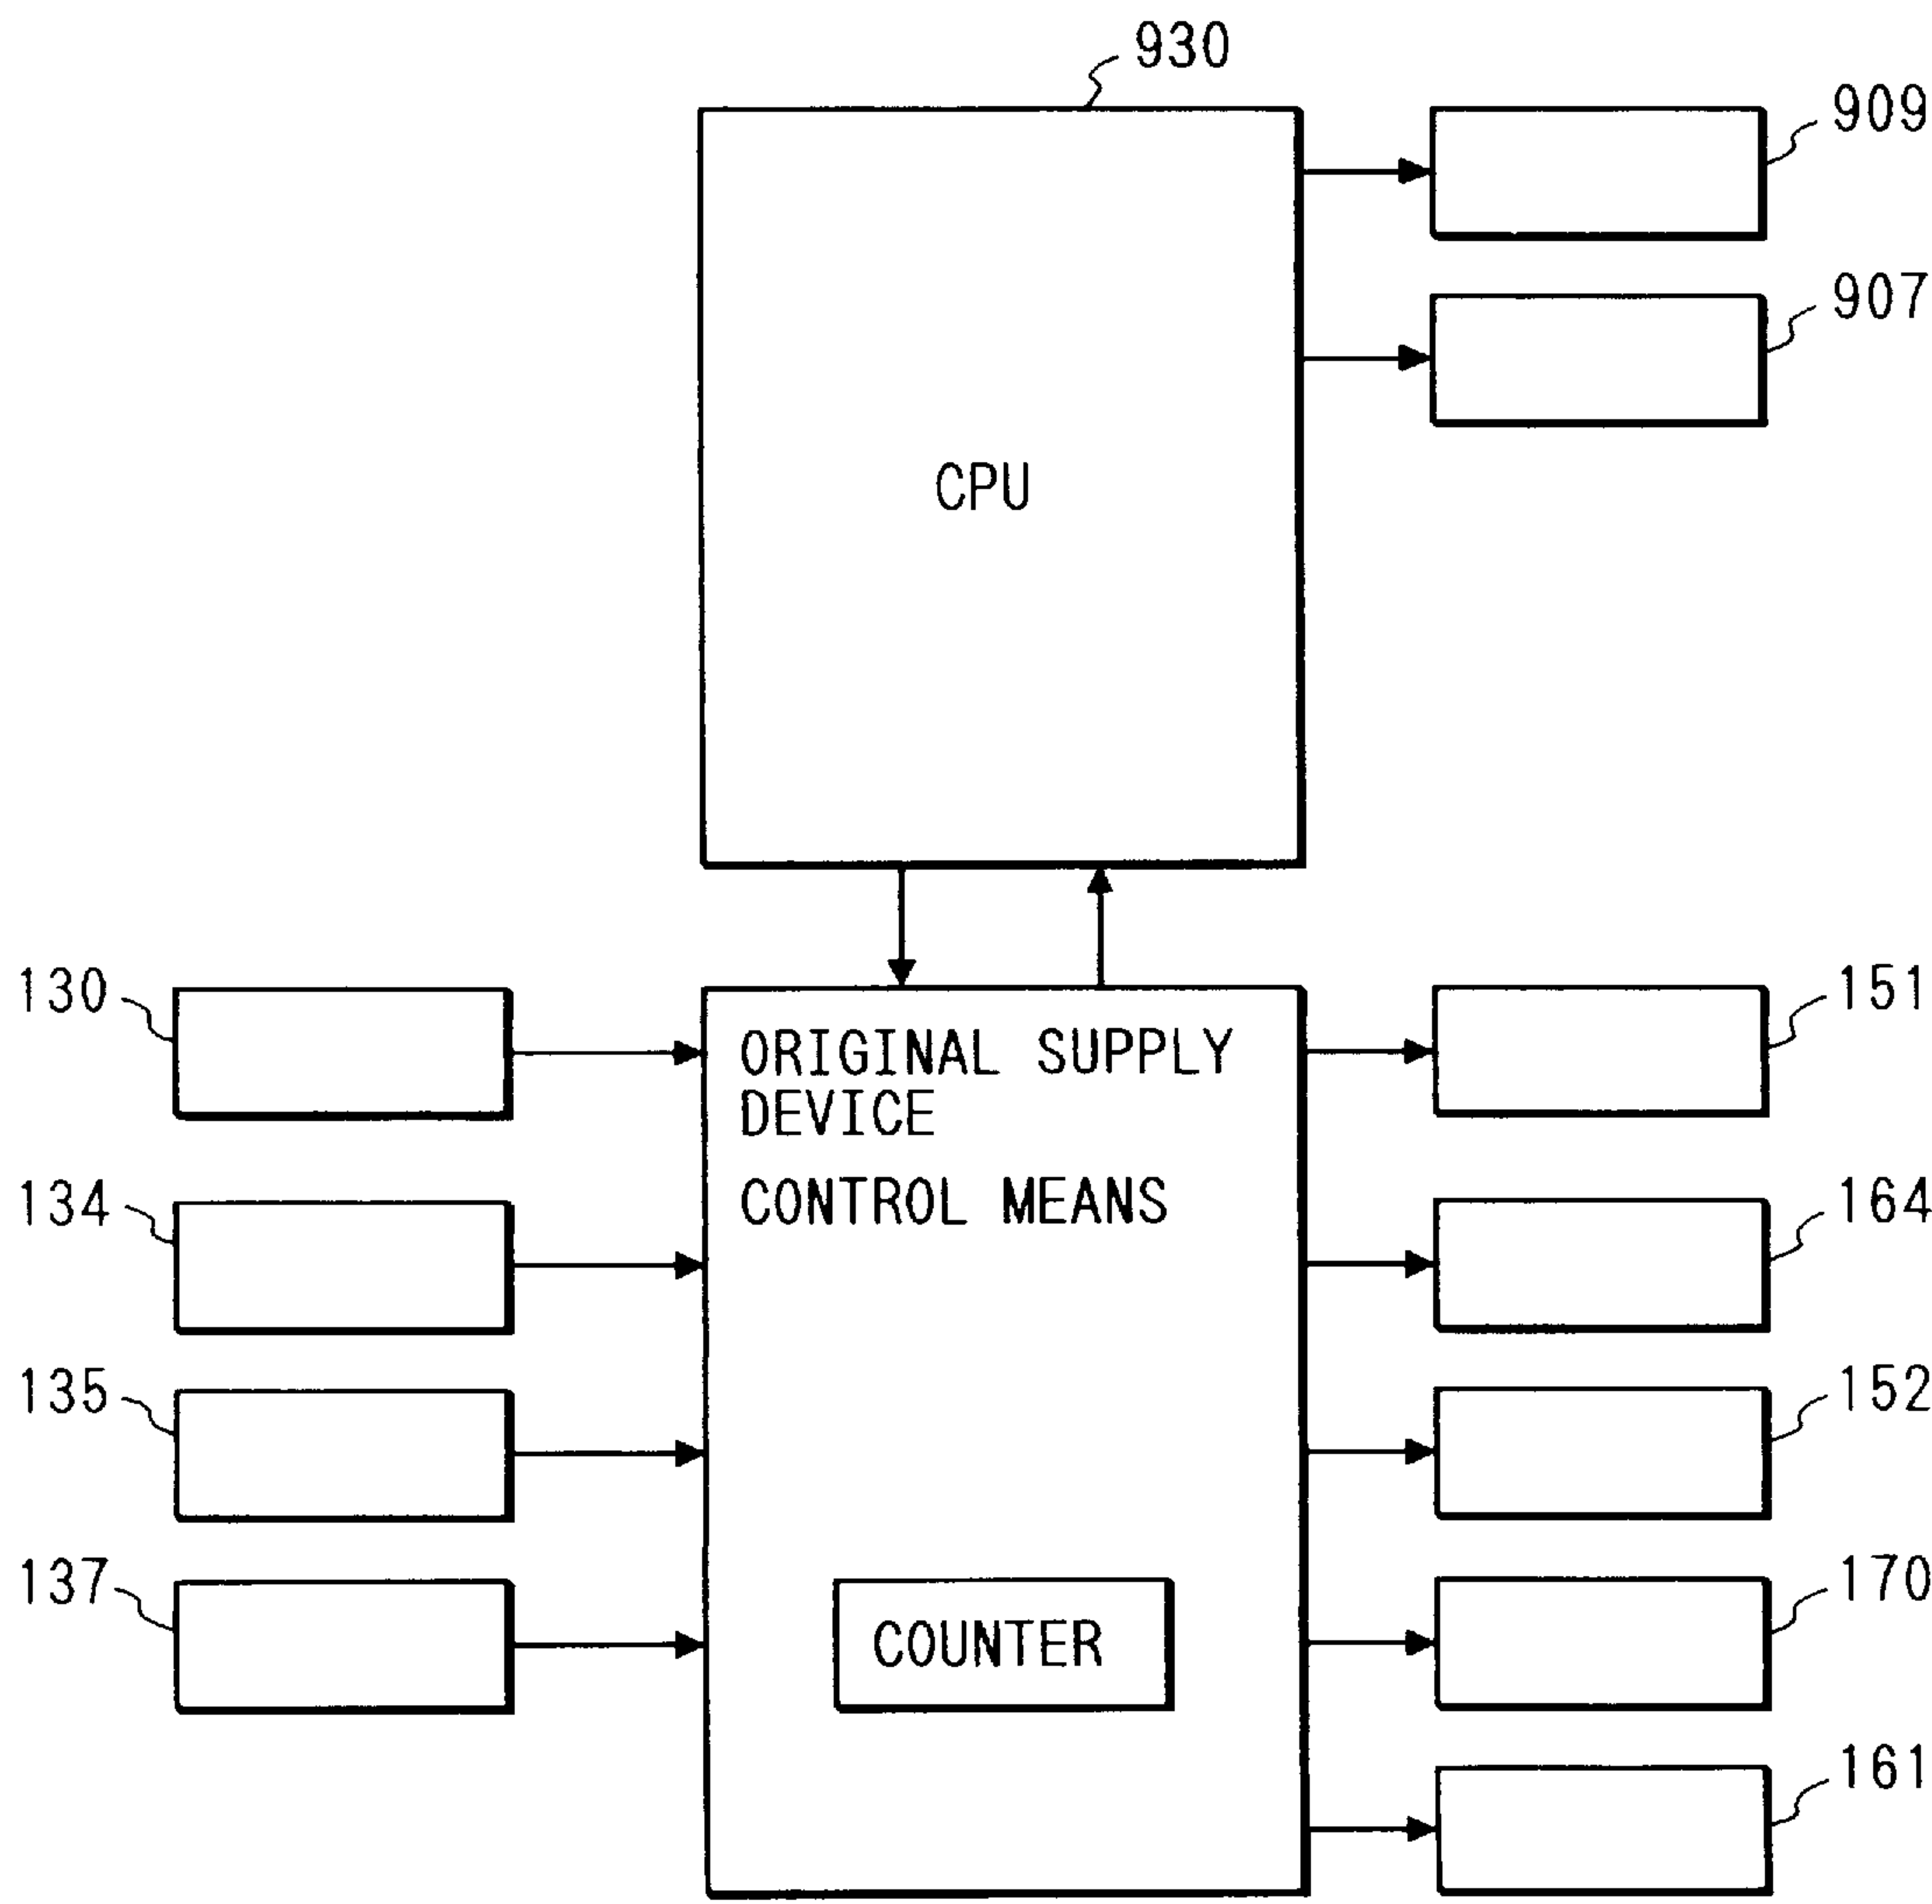 930
909
907
CPU
130
151
ORIGINAL SUPPLY
DEVICE
CONTROL MEANS
134
164
135
152
137
170
COUNTER
161